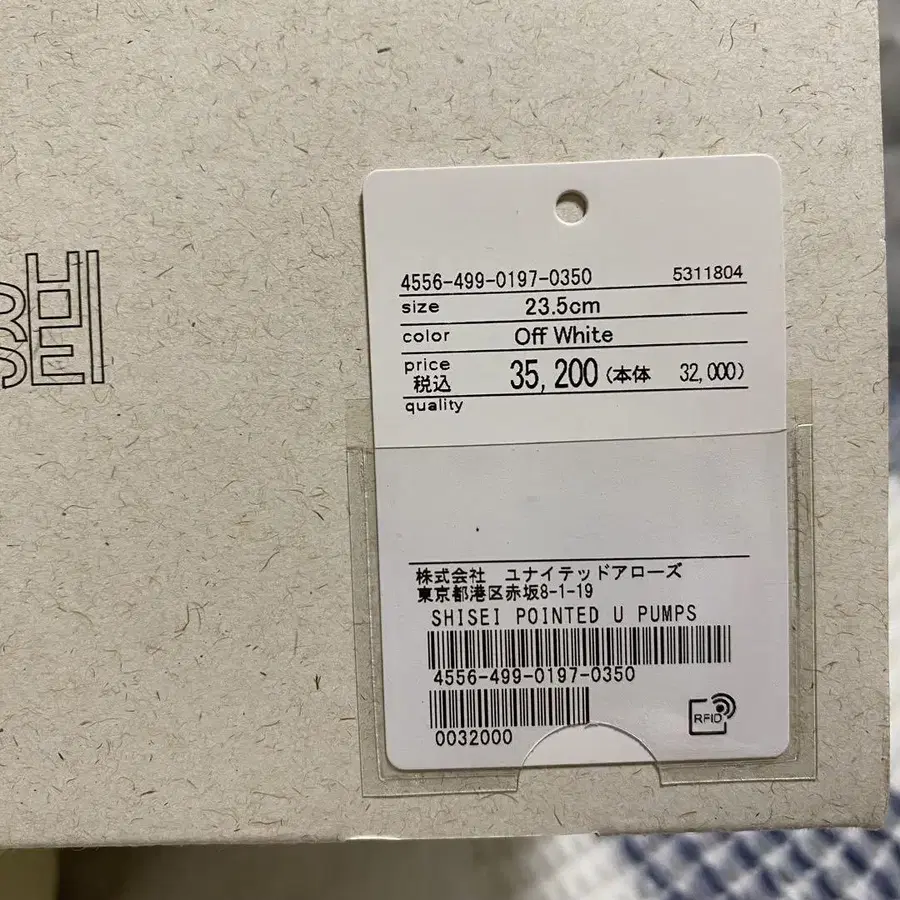 SHI
SEI
4556-499-0197-0350 5311804
size 23.5cm
color Off White
price 税込 35,200 (本体 32,000)
quality
株式会社 ユナイテッドアローズ
東京都港区赤坂8-1-19
SHISEI POINTED U PUMPS
4556-499-0197-0350
0032000
RFID